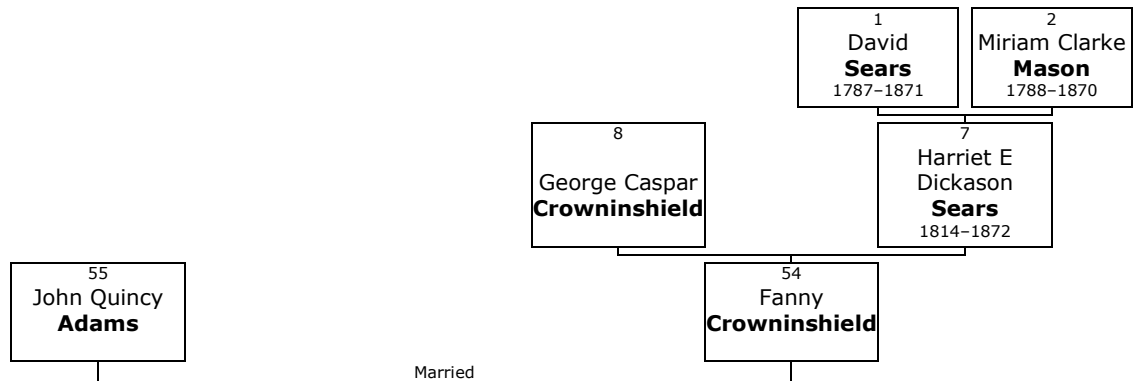 1
David
Sears
1787–1871
2
Miriam Clarke
Mason
1788–1870
8
George Caspar
Crowninshield
7
Harriet E
Dickason
Sears
1814–1872
55
John Quincy
Adams
54
Fanny
Crowninshield
Married